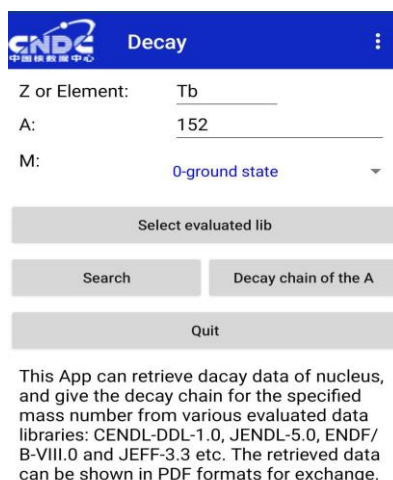 CNDC
中国核数据中心
Decay
Z or Element: Tb
A: 152
M: 0-ground state
Select evaluated lib
Search Decay chain of the A
Quit
This App can retrieve dacay data of nucleus,
and give the decay chain for the specified
mass number from various evaluated data
libraries: CENDL-DDL-1.0, JENDL-5.0, ENDF/
B-VIII.0 and JEFF-3.3 etc. The retrieved data
can be shown in PDF formats for exchange.